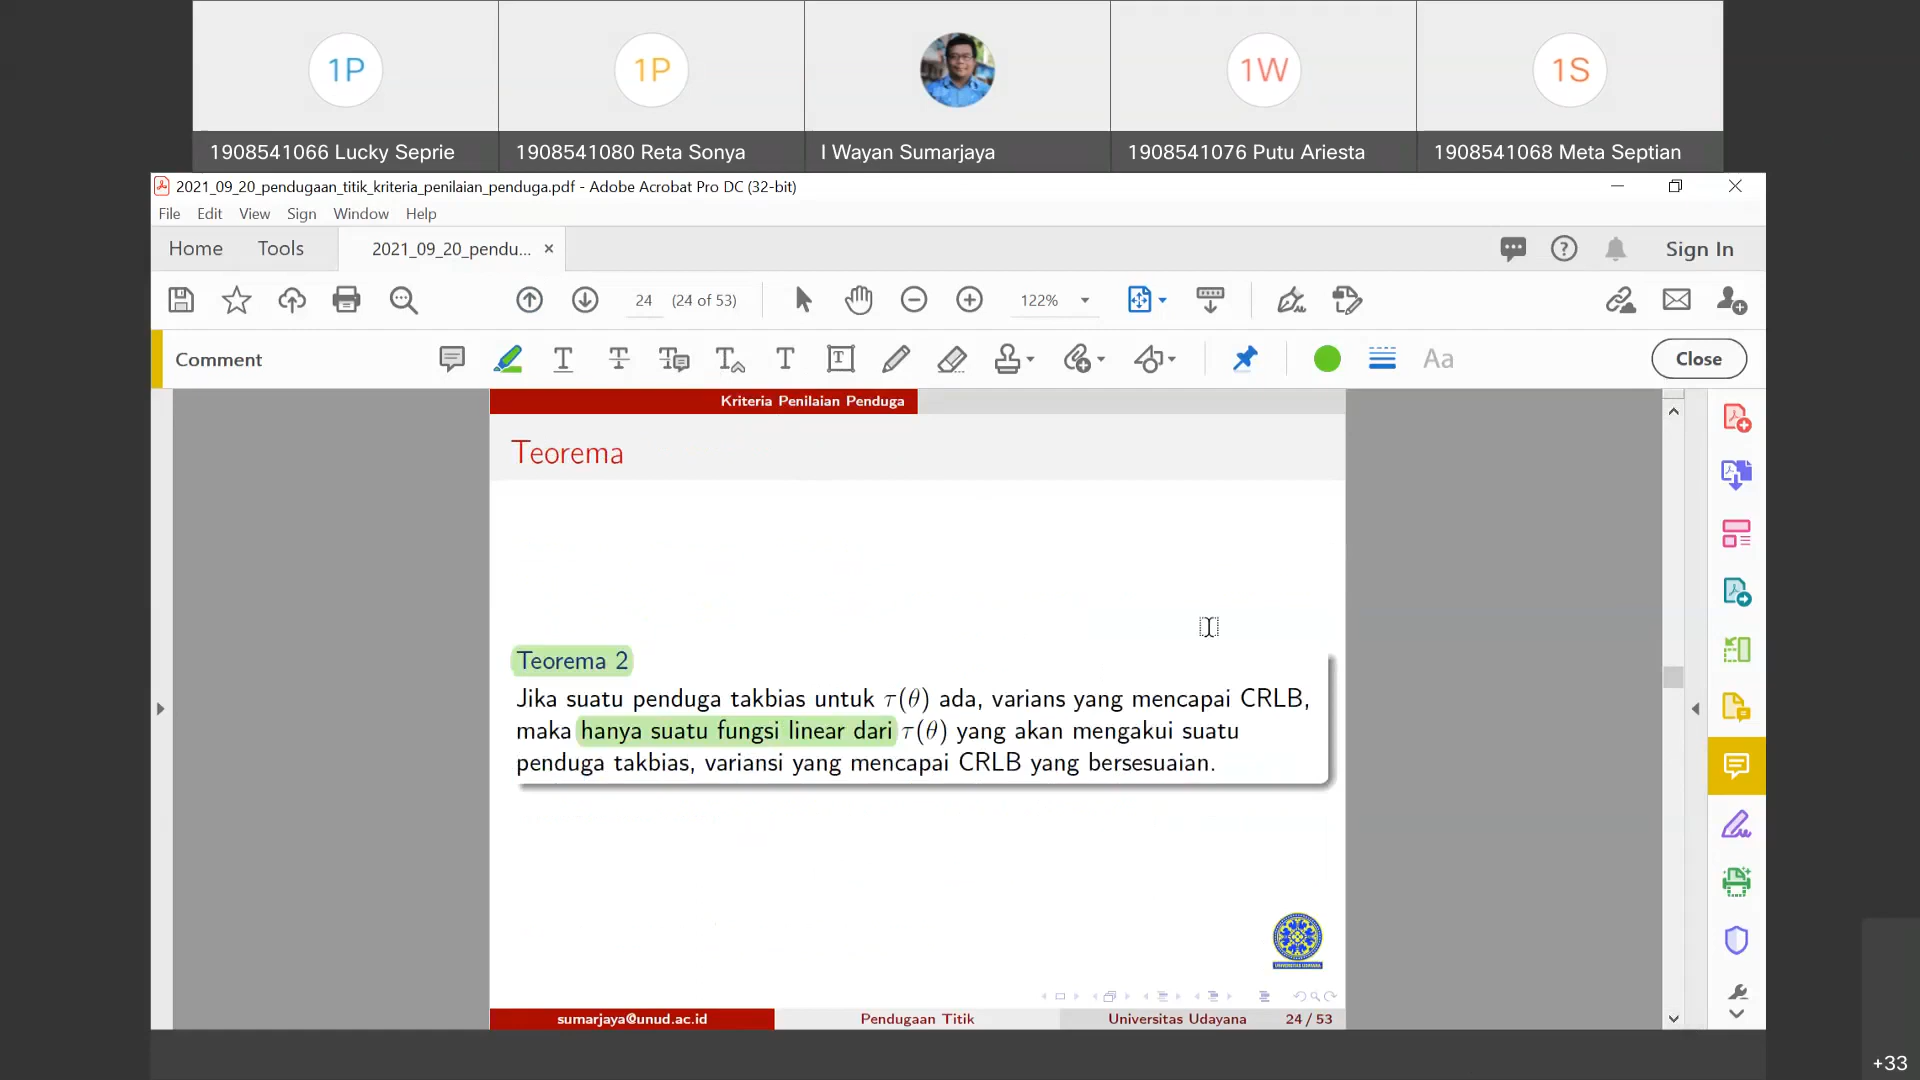 1P
1P
1W
1S
1908541066 Lucky Seprie
1908541080 Reta Sonya
I Wayan Sumarjaya
1908541076 Putu Ariesta
1908541068 Meta Septian
2021_09_20_pendugaan_titik_kriteria_penilaian_penduga.pdf - Adobe Acrobat Pro DC (32-bit)
File Edit View Sign Window Help
Home Tools 2021_09_20_pendu... × Sign In
24 (24 of 53) 122%
Comment Aa Close
Kriteria Penilaian Penduga
Teorema
Teorema 2
Jika suatu penduga takbias untuk τ(θ) ada, varians yang mencapai CRLB,
maka hanya suatu fungsi linear dari τ(θ) yang akan mengakui suatu
penduga takbias, variansi yang mencapai CRLB yang bersesuaian.
UNIVERSITAS UDAYANA
sumarjaya@unud.ac.id Pendugaan Titik Universitas Udayana 24 / 53
+33